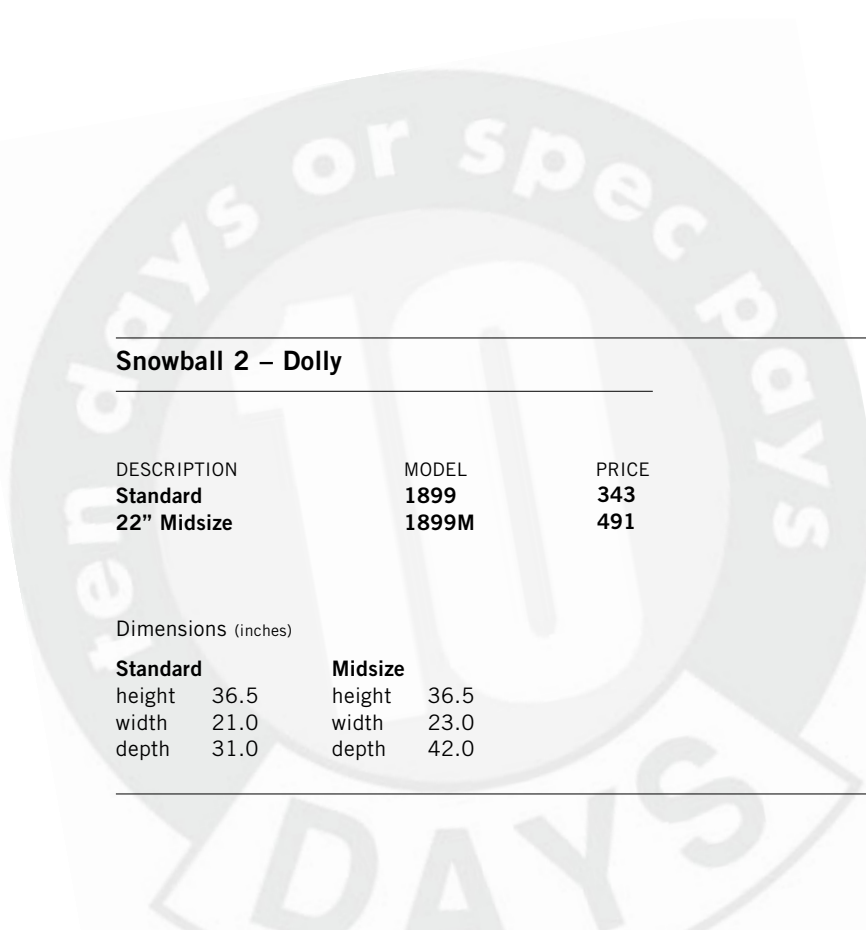 ten days or spec pays
10
DAYS
Snowball 2 – Dolly
DESCRIPTION MODEL PRICE
Standard 1899 343
22” Midsize 1899M 491
Dimensions (inches)
Standard Midsize
height 36.5 height 36.5
width 21.0 width 23.0
depth 31.0 depth 42.0